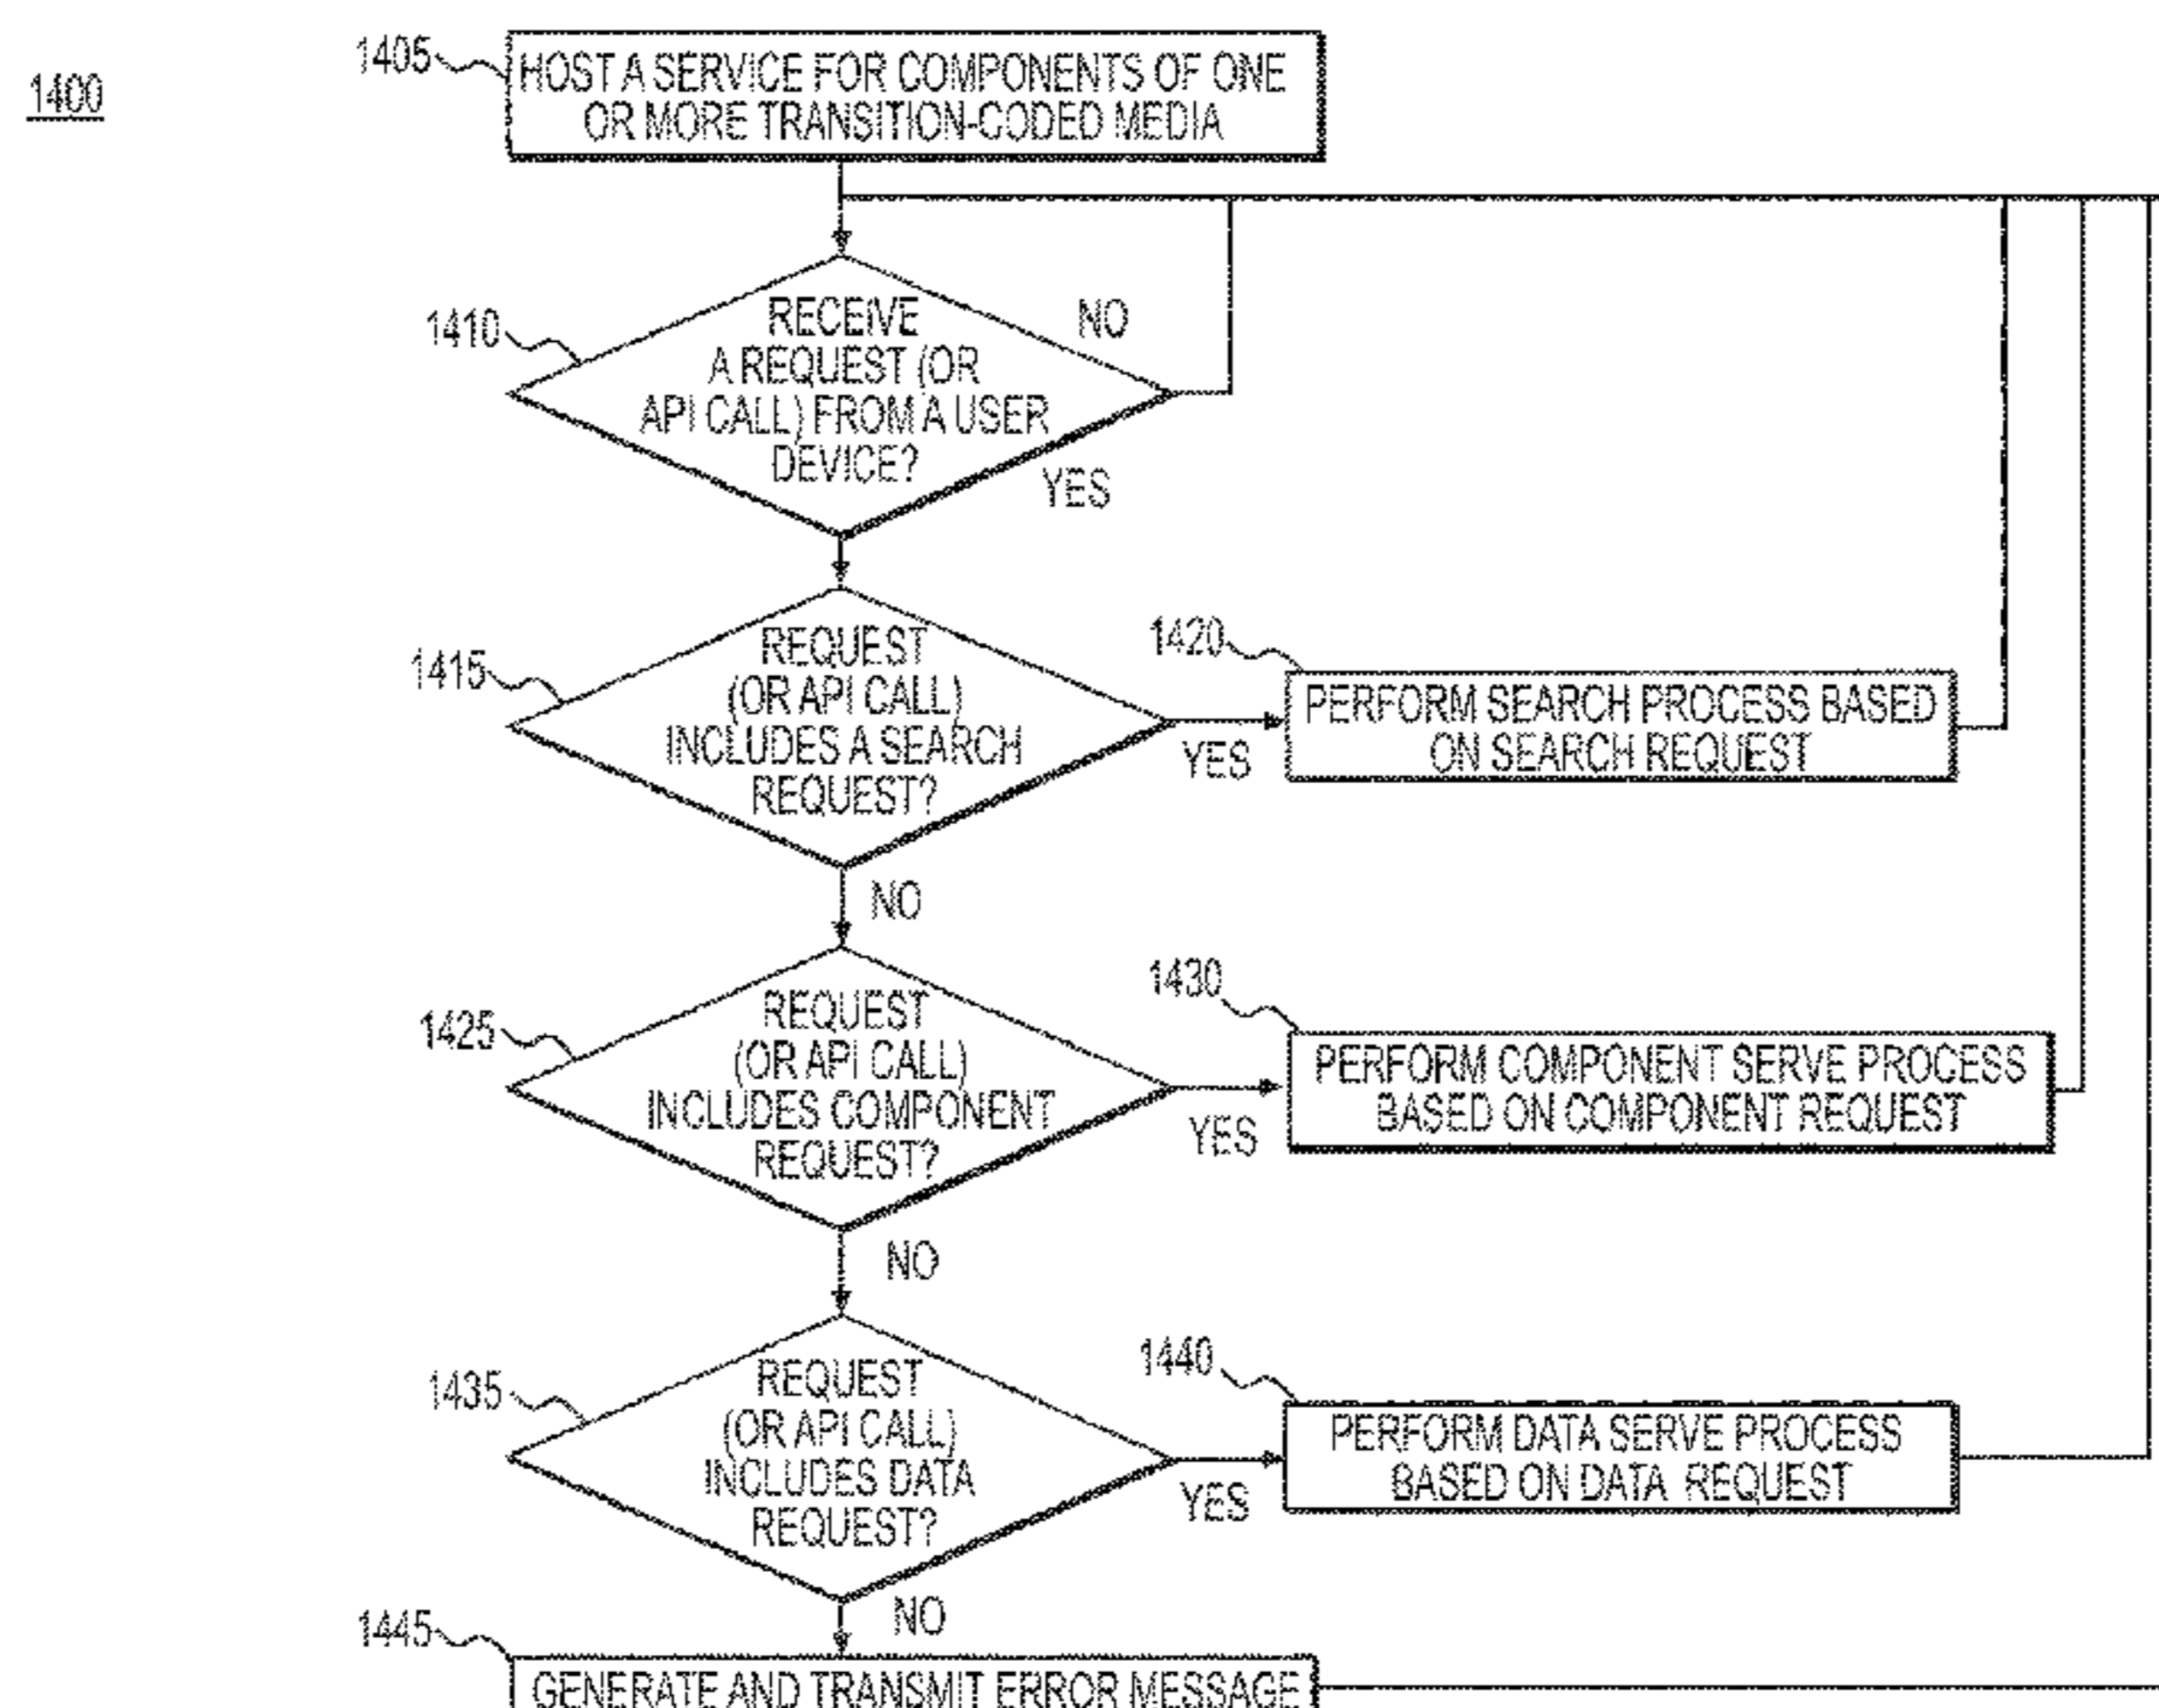 1400
1405
HOST A SERVICE FOR COMPONENTS OF ONE
OR MORE TRANSITION-CODED MEDIA
1410
RECEIVE
A REQUEST (OR
API CALL) FROM A USER
DEVICE?
NO
YES
1415
REQUEST
(OR API CALL)
INCLUDES A SEARCH
REQUEST?
YES
1420
PERFORM SEARCH PROCESS BASED
ON SEARCH REQUEST
NO
1425
REQUEST
(OR API CALL)
INCLUDES COMPONENT
REQUEST?
YES
1430
PERFORM COMPONENT SERVE PROCESS
BASED ON COMPONENT REQUEST
NO
1435
REQUEST
(OR API CALL)
INCLUDES DATA
REQUEST?
YES
1440
PERFORM DATA SERVE PROCESS
BASED ON DATA REQUEST
NO
1445
GENERATE AND TRANSMIT ERROR MESSAGE